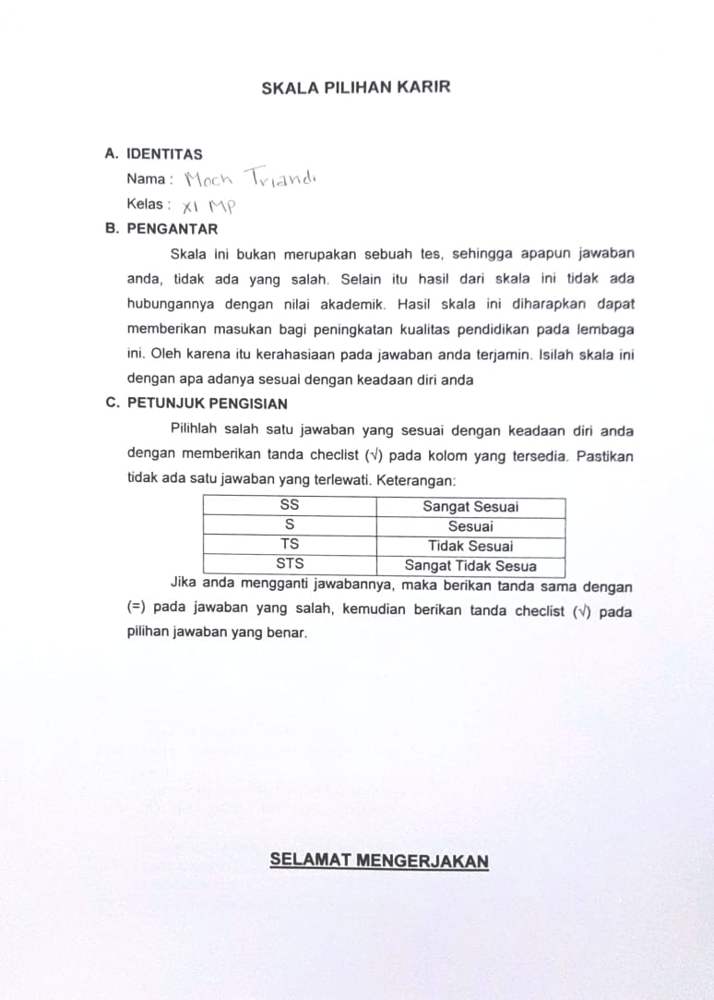 SKALA PILIHAN KARIR
A. IDENTITAS
Nama : Moch Triandi
Kelas : XI MP
B. PENGANTAR
Skala ini bukan merupakan sebuah tes, sehingga apapun jawaban
anda, tidak ada yang salah. Selain itu hasil dari skala ini tidak ada
hubungannya dengan nilai akademik. Hasil skala ini diharapkan dapat
memberikan masukan bagi peningkatan kualitas pendidikan pada lembaga
ini. Oleh karena itu kerahasiaan pada jawaban anda terjamin. Isilah skala ini
dengan apa adanya sesuai dengan keadaan diri anda
C. PETUNJUK PENGISIAN
Pilihlah salah satu jawaban yang sesuai dengan keadaan diri anda
dengan memberikan tanda checlist (√) pada kolom yang tersedia. Pastikan
tidak ada satu jawaban yang terlewati. Keterangan:
SS Sangat Sesuai
S Sesuai
TS Tidak Sesuai
STS Sangat Tidak Sesua
Jika anda mengganti jawabannya, maka berikan tanda sama dengan
(=) pada jawaban yang salah, kemudian berikan tanda checlist (√) pada
pilihan jawaban yang benar.
SELAMAT MENGERJAKAN